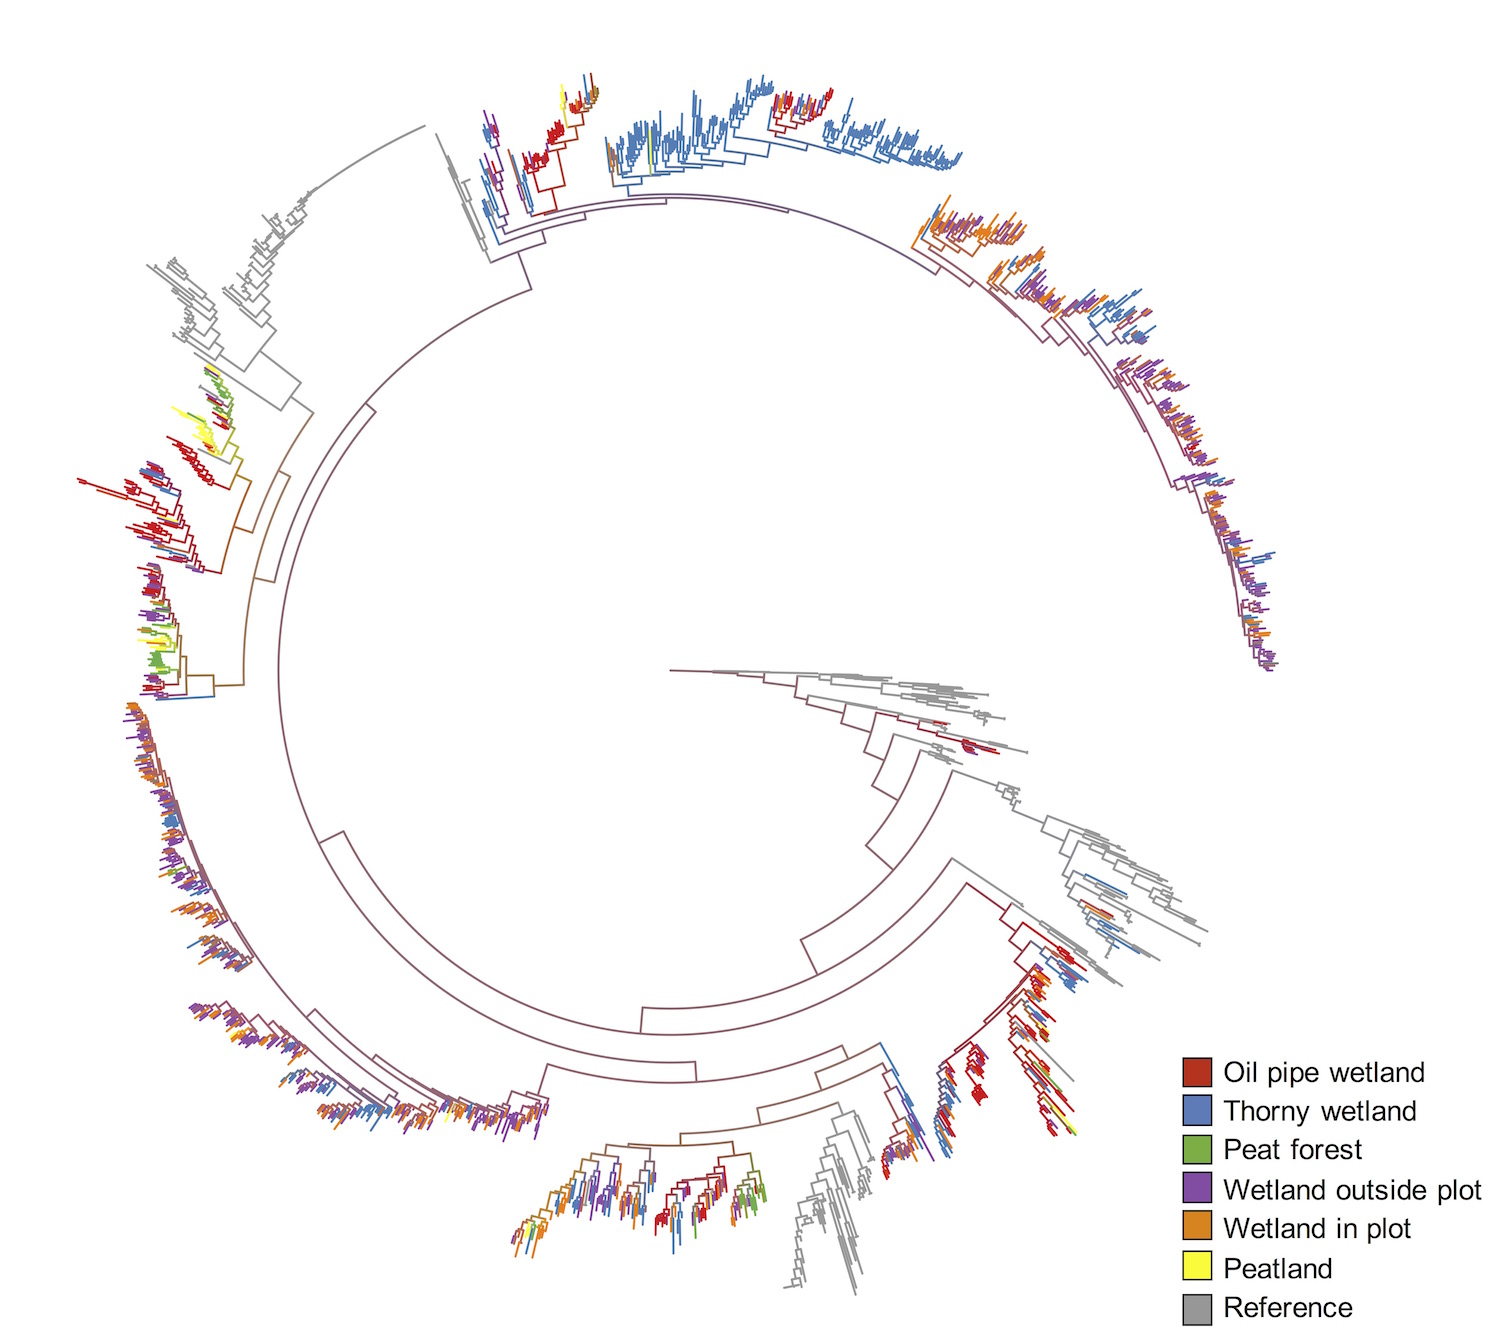 Oil pipe wetland
Thorny wetland
Peat forest
Wetland outside plot
Wetland in plot
Peatland
Reference